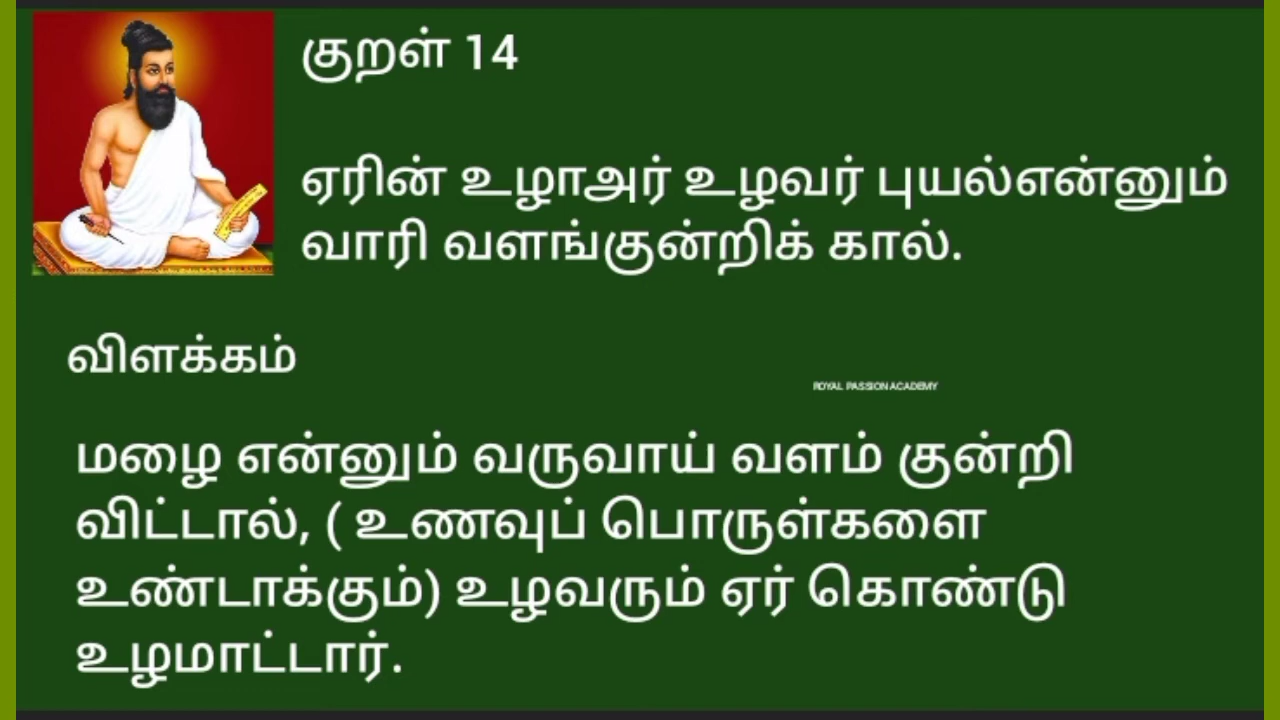 குறள் 14
ஏரின் உழாஅர் உழவர் புயல்என்னும்
வாரி வளங்குன்றிக் கால்.
விளக்கம்
ROYAL PASSION ACADEMY
மழை என்னும் வருவாய் வளம் குன்றி
விட்டால், ( உணவுப் பொருள்களை
உண்டாக்கும்) உழவரும் ஏர் கொண்டு
உழமாட்டார்.